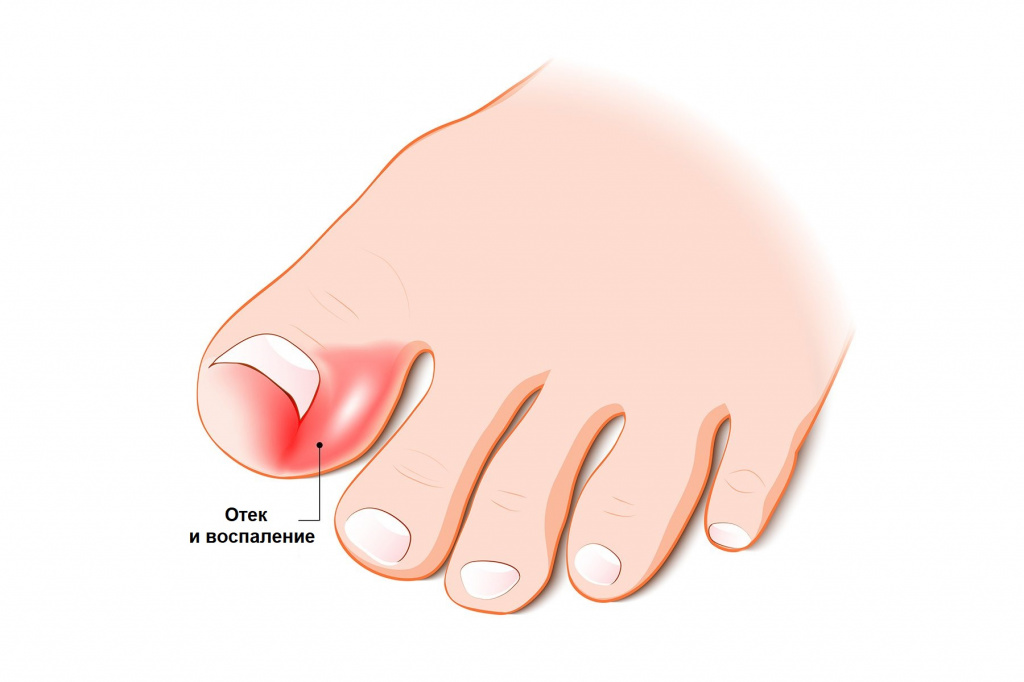 Отек
и воспаление